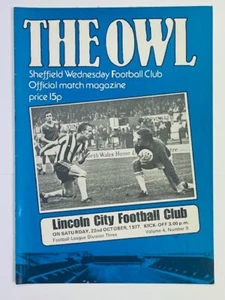 THE OWL
Sheffield Wednesday Football Club
Official match magazine
price 15p
Lincoln City Football Club
ON SATURDAY, 22nd OCTOBER, 1977. KICK OFF 3.00 p.m.
Football League Division Three Volume 4, Number 9